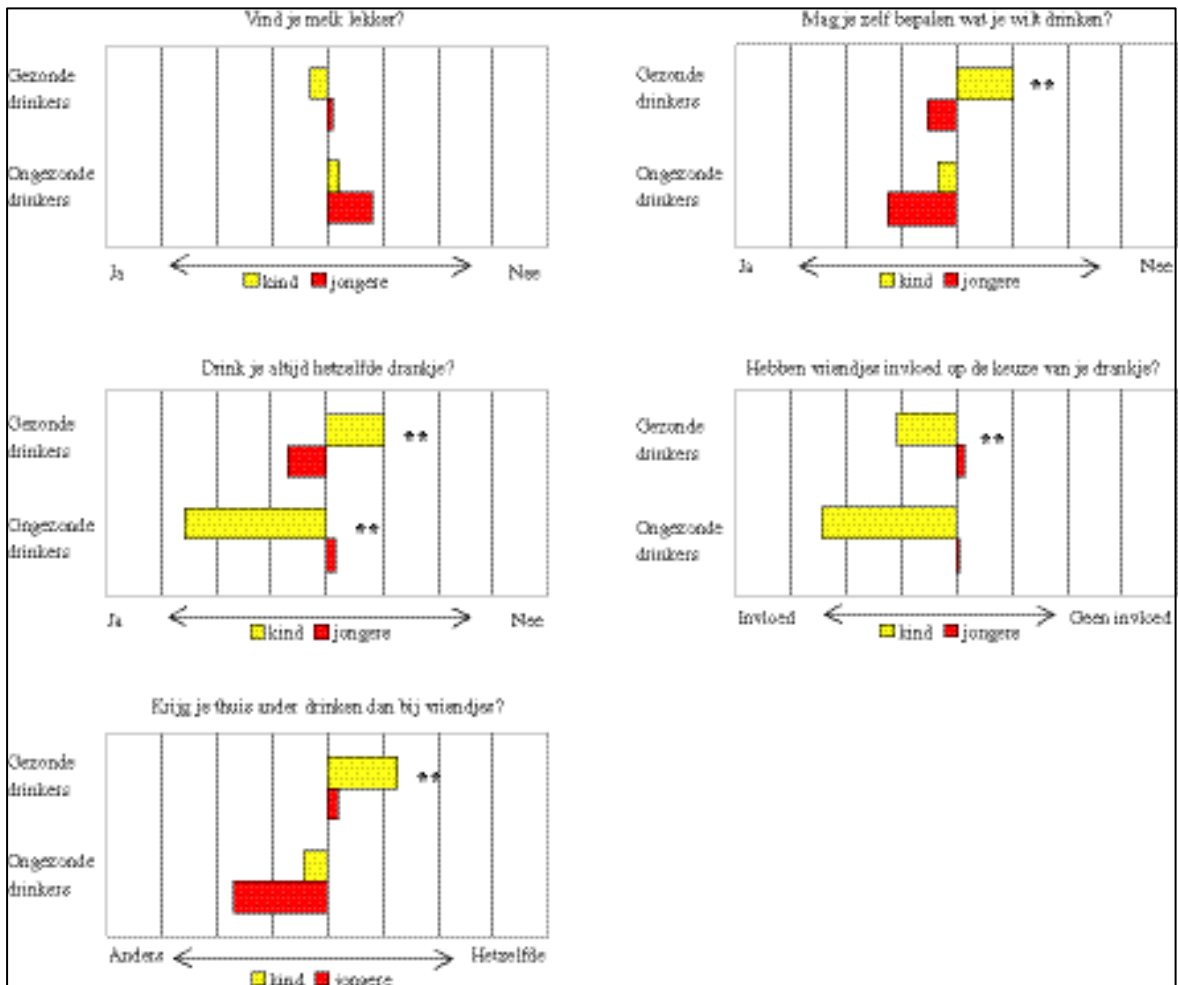 Vind je melk lekker?
Gezonde
drinkers
Ongezonde
drinkers
Ja
Nee
kind jongere
Mag je zelf bepalen wat je wilt drinken?
Gezonde
drinkers
**
Ongezonde
drinkers
Ja
Nee
kind jongere
Drink je altijd hetzelfde drankje?
Gezonde
drinkers
**
Ongezonde
drinkers
**
Ja
Nee
kind jongere
Hebben vriendjes invloed op de keuze van je drankje?
Gezonde
drinkers
**
Ongezonde
drinkers
Invloed
Geen invloed
kind jongere
Krijg je thuis ander drinken dan bij vriendjes?
Gezonde
drinkers
**
Ongezonde
drinkers
Anders
Hetzelfde
kind jongere